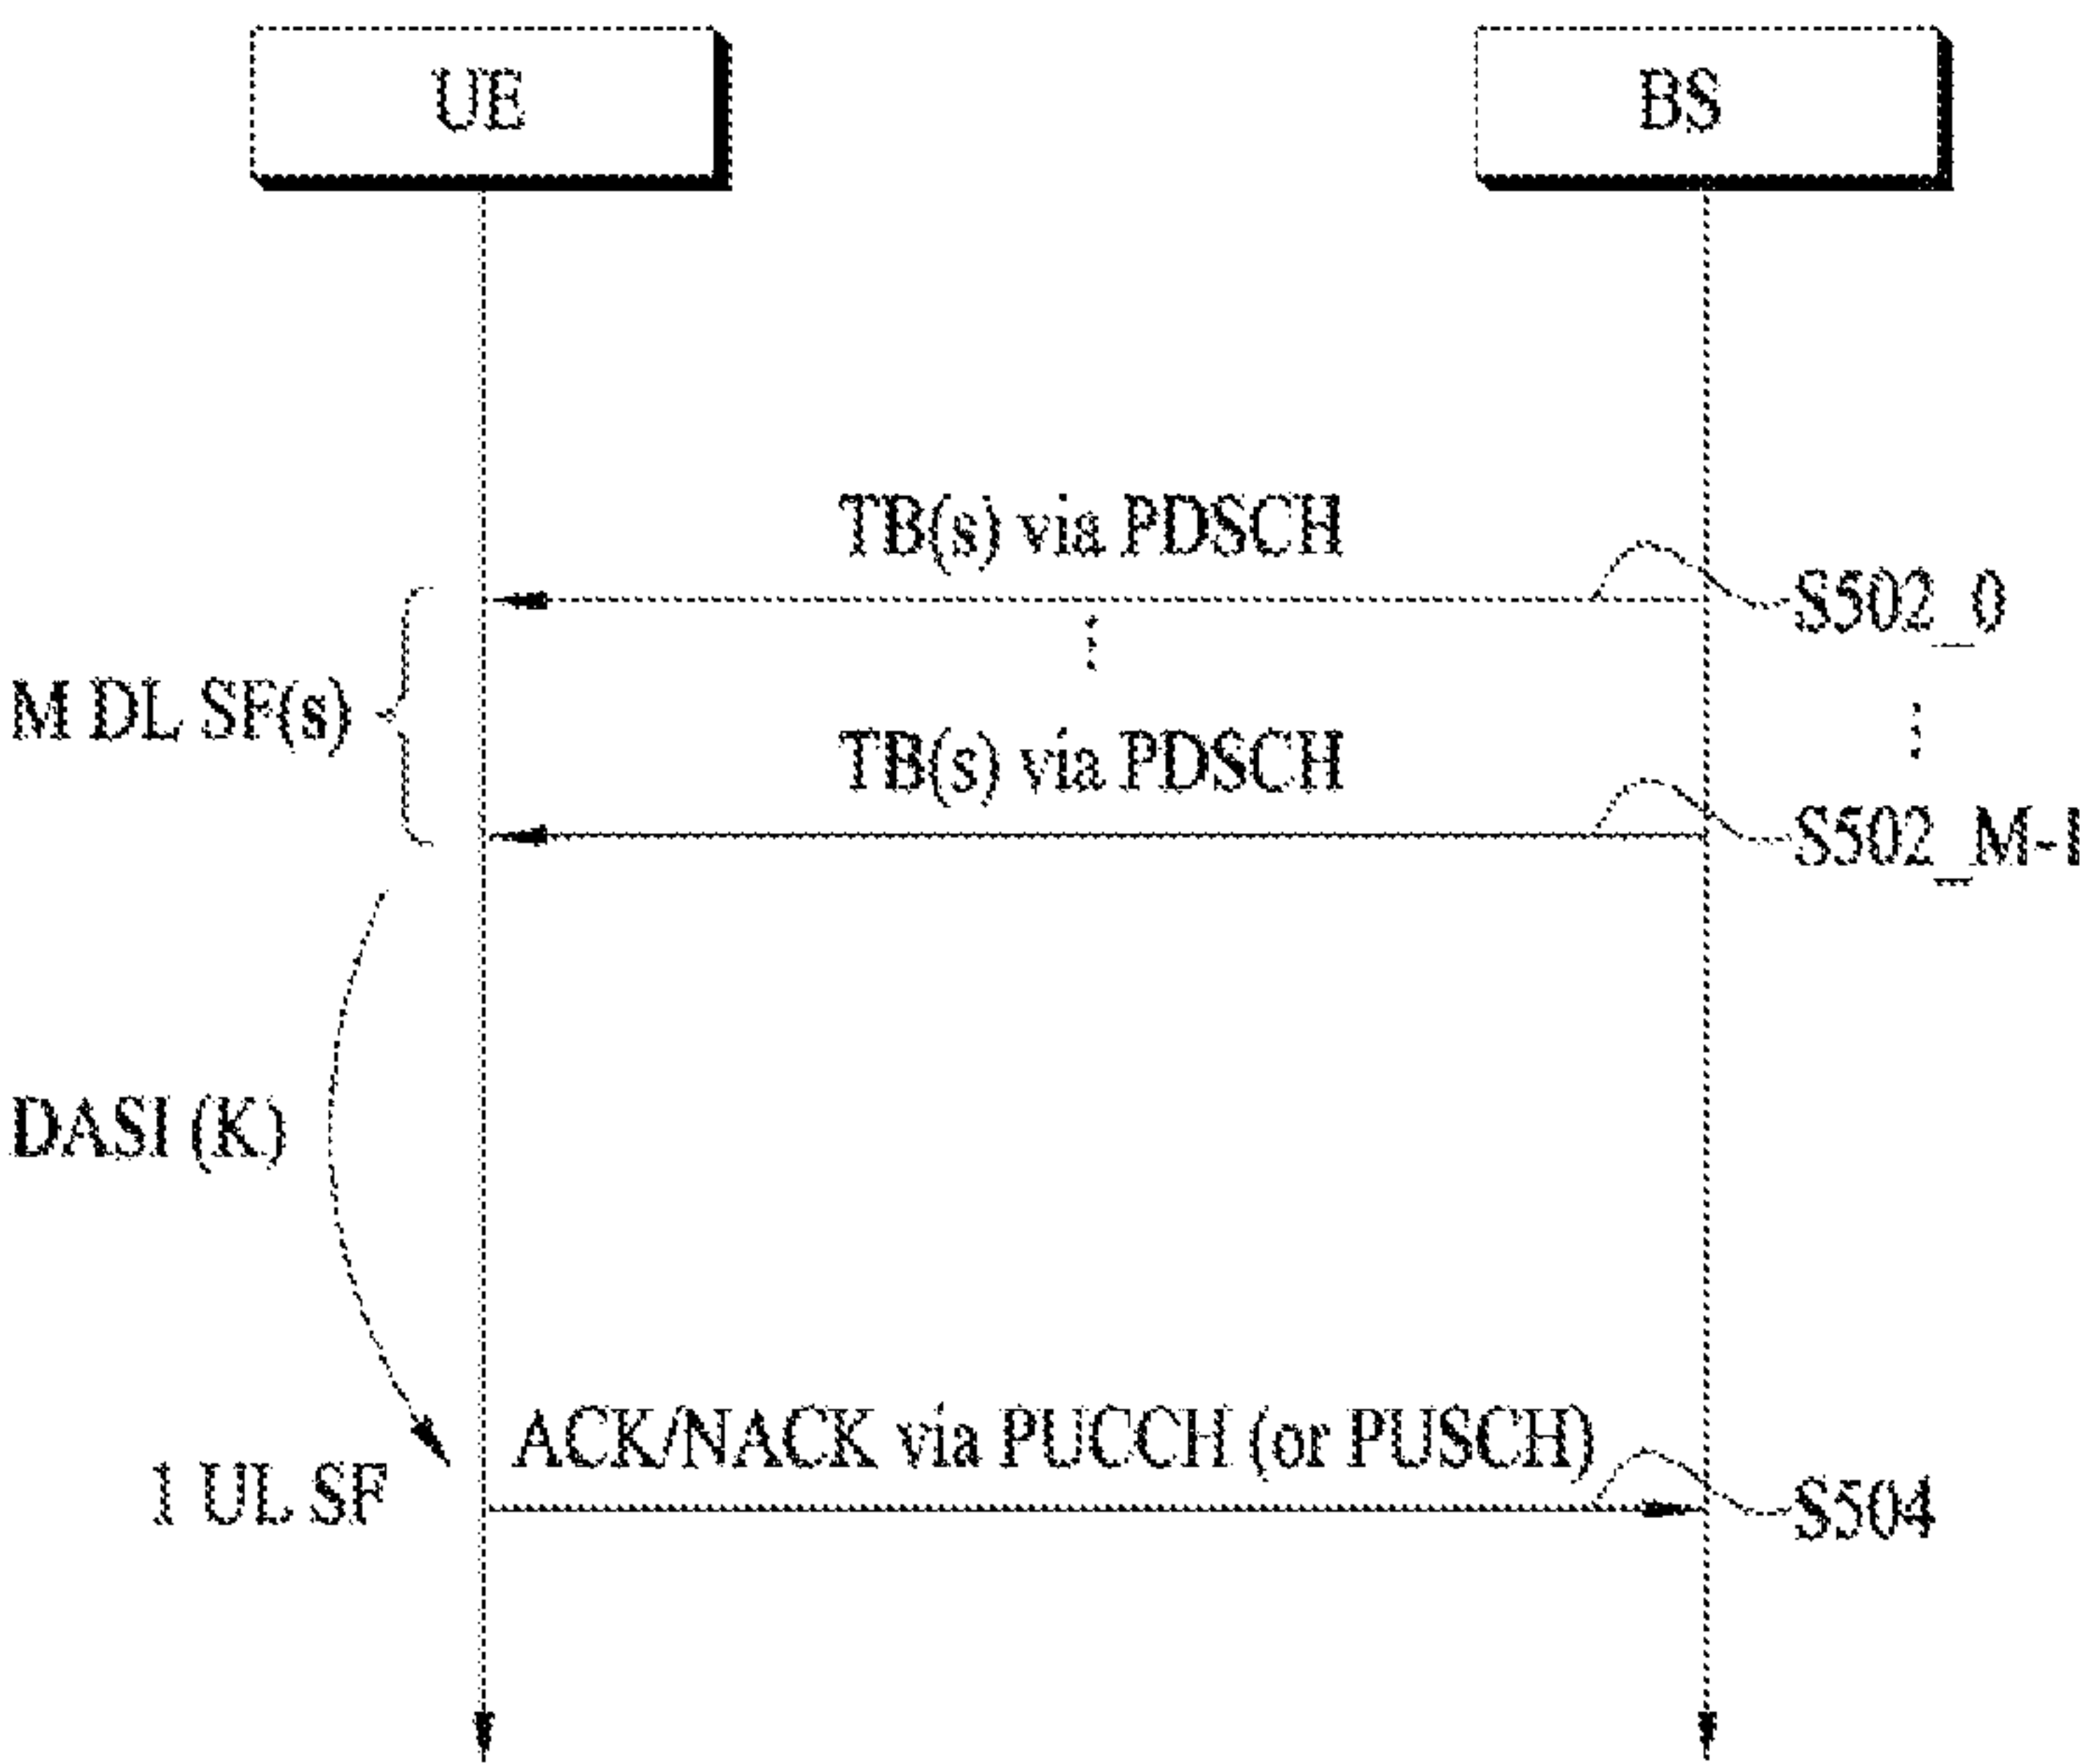 UE
BS
TB(s) via PDSCH
S502_0
M DL SF(s)
TB(s) via PDSCH
S502_M-1
DASI (K)
ACK/NACK via PUCCH (or PUSCH)
1 UL SF
S504